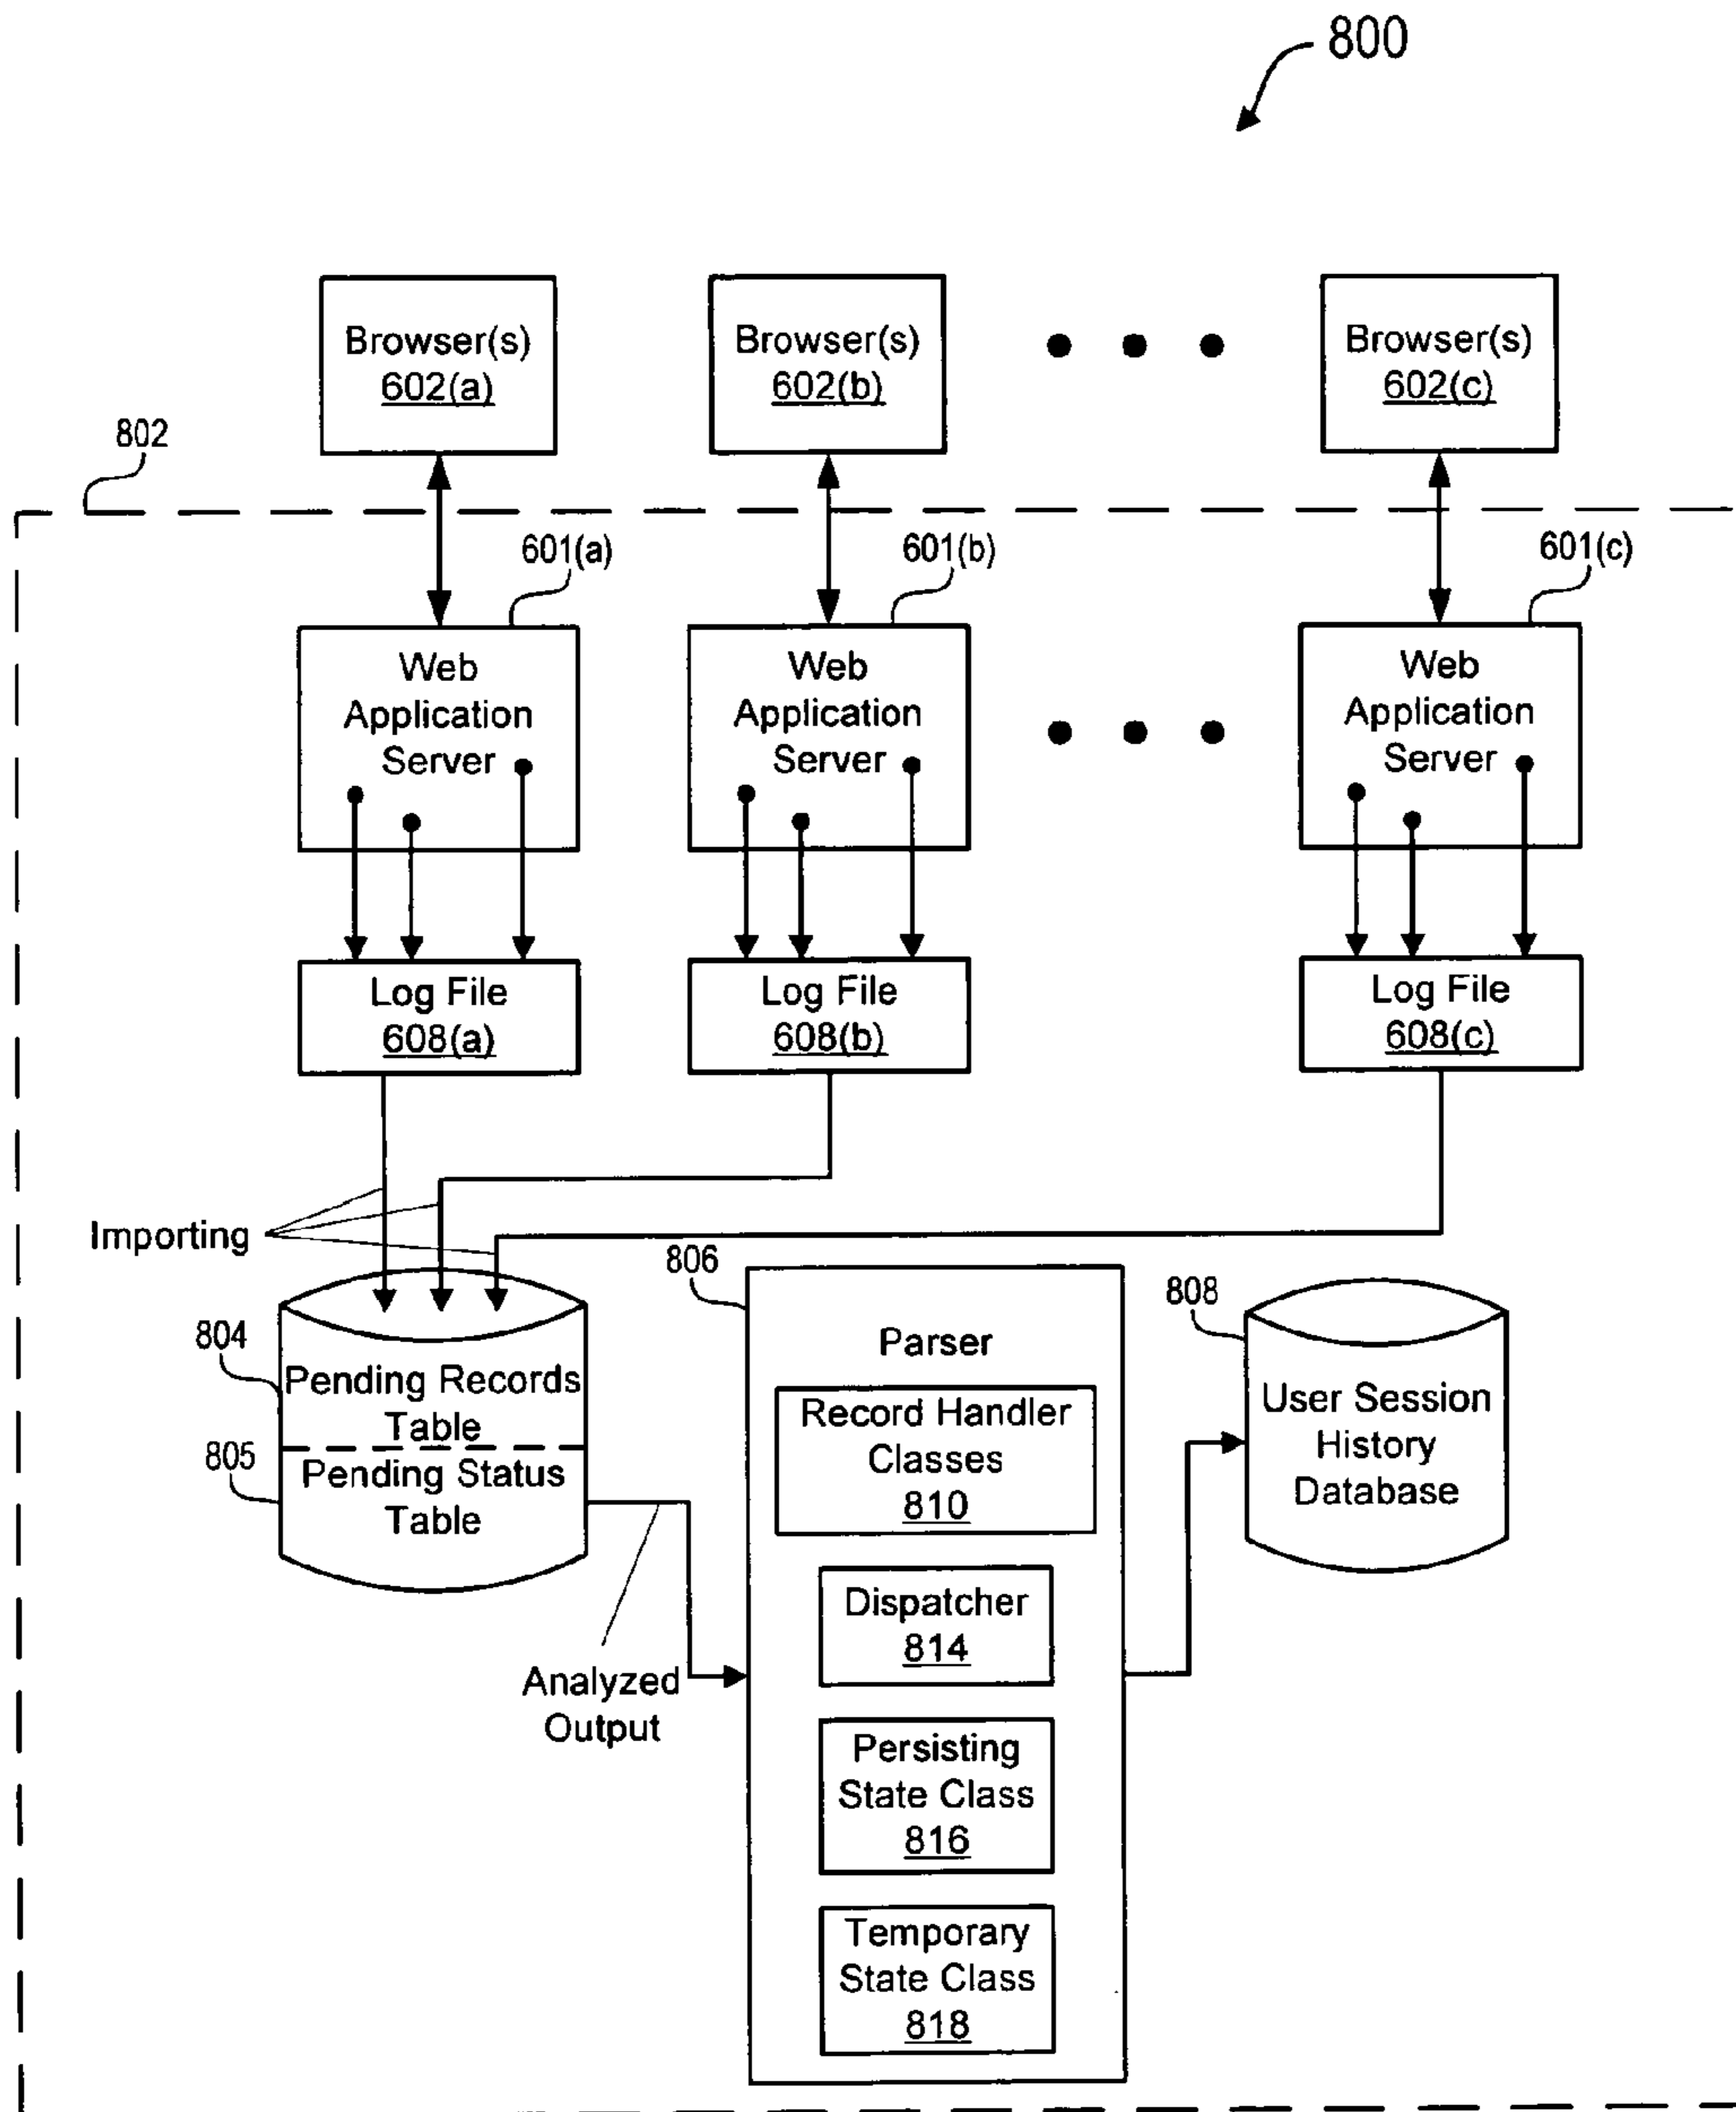 800
Browser(s)
602(a)
Browser(s)
602(b)
Browser(s)
602(c)
802
601(a)
601(b)
601(c)
Web
Application
Server
Web
Application
Server
Web
Application
Server
Log File
608(a)
Log File
608(b)
Log File
608(c)
Importing
806
808
804
Pending Records
Table
805
Pending Status
Table
Analyzed
Output
Parser
Record Handler
Classes
810
Dispatcher
814
Persisting
State Class
816
Temporary
State Class
818
User Session
History
Database